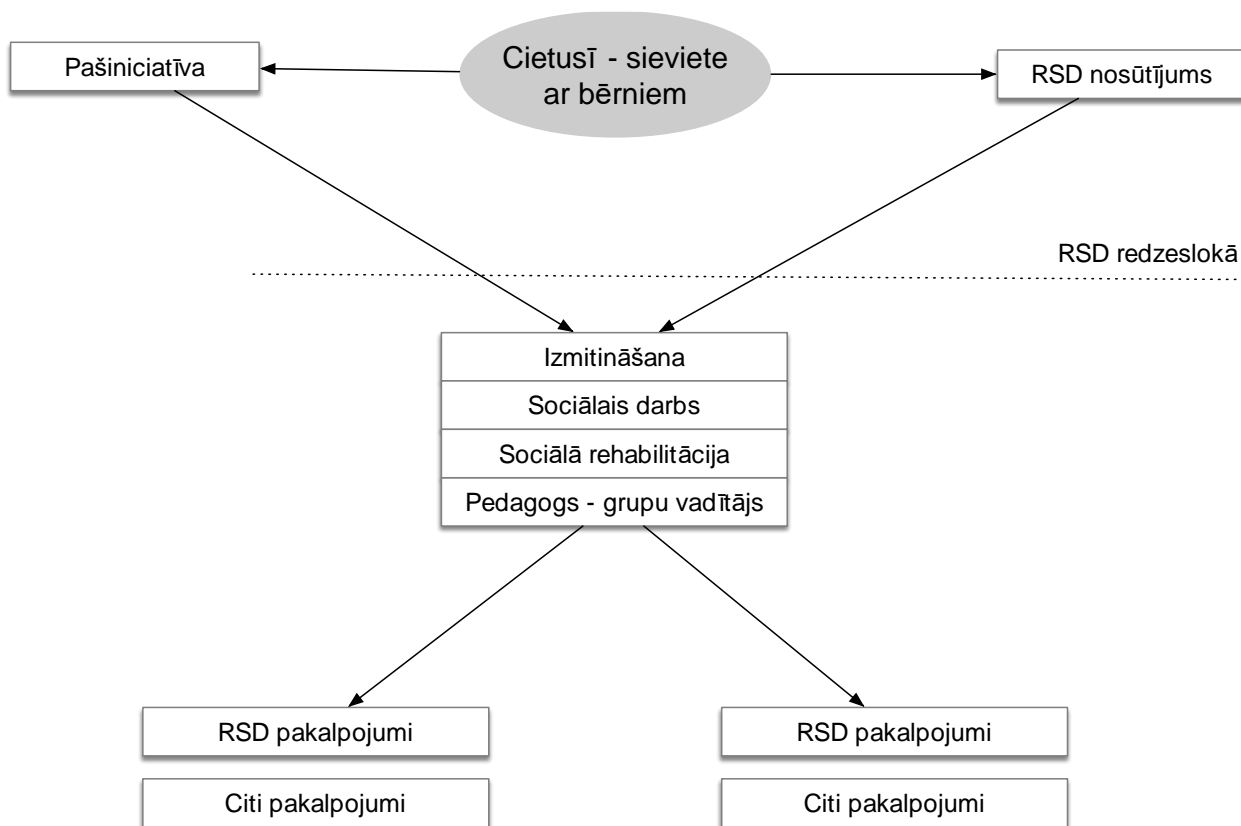 Cietusī - sieviete
ar bērniem
Pašiniciatīva
RSD nosūtījums
RSD redzeslokā
Izmitināšana
Sociālais darbs
Sociālā rehabilitācija
Pedagogs - grupu vadītājs
RSD pakalpojumi
RSD pakalpojumi
Citi pakalpojumi
Citi pakalpojumi